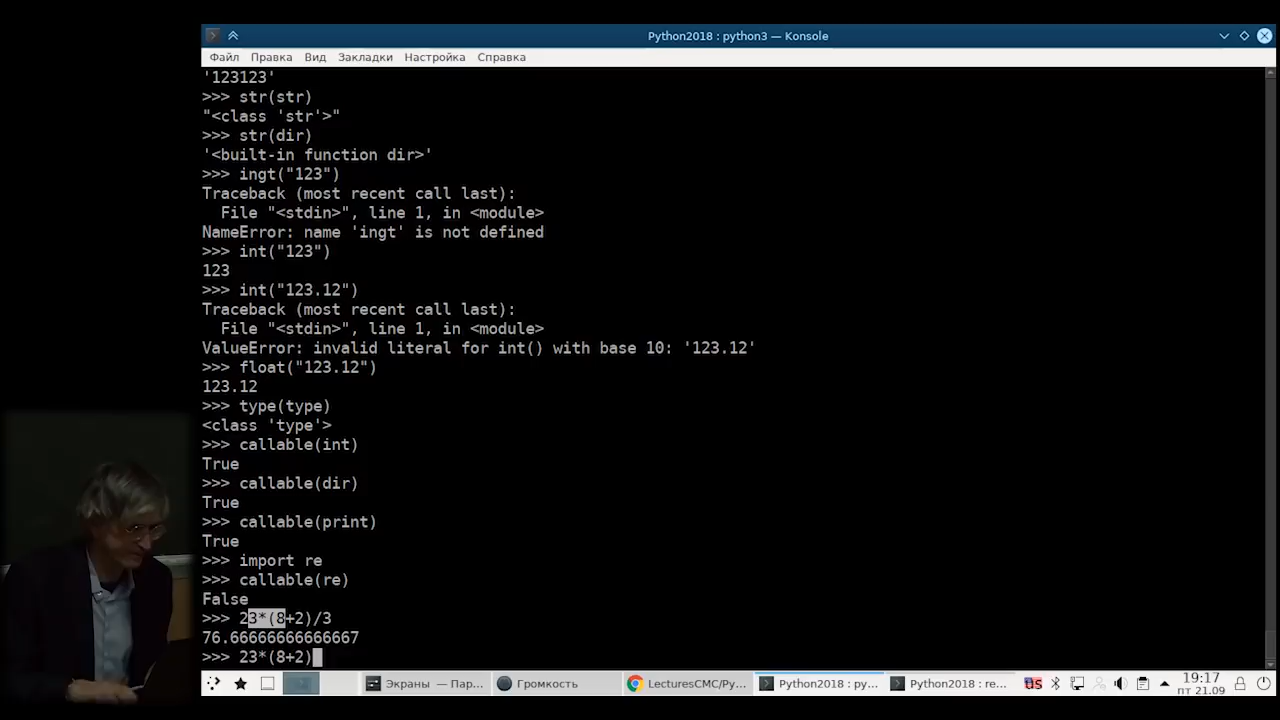 Python2018 : python3 — Konsole
Файл Правка Вид Закладки Настройка Справка
'123123'
>>> str(str)
"<class 'str'>"
>>> str(dir)
'<built-in function dir>'
>>> ingt("123")
Traceback (most recent call last):
  File "<stdin>", line 1, in <module>
NameError: name 'ingt' is not defined
>>> int("123")
123
>>> int("123.12")
Traceback (most recent call last):
  File "<stdin>", line 1, in <module>
ValueError: invalid literal for int() with base 10: '123.12'
>>> float("123.12")
123.12
>>> type(type)
<class 'type'>
>>> callable(int)
True
>>> callable(dir)
True
>>> callable(print)
True
>>> import re
>>> callable(re)
False
>>> 23*(8+2)/3
76.66666666666667
>>> 23*(8+2)
Экраны — Пар... Громкость LecturesCMC/Py... Python2018 : py... Python2018 : re... us 19:17
пт 21.09